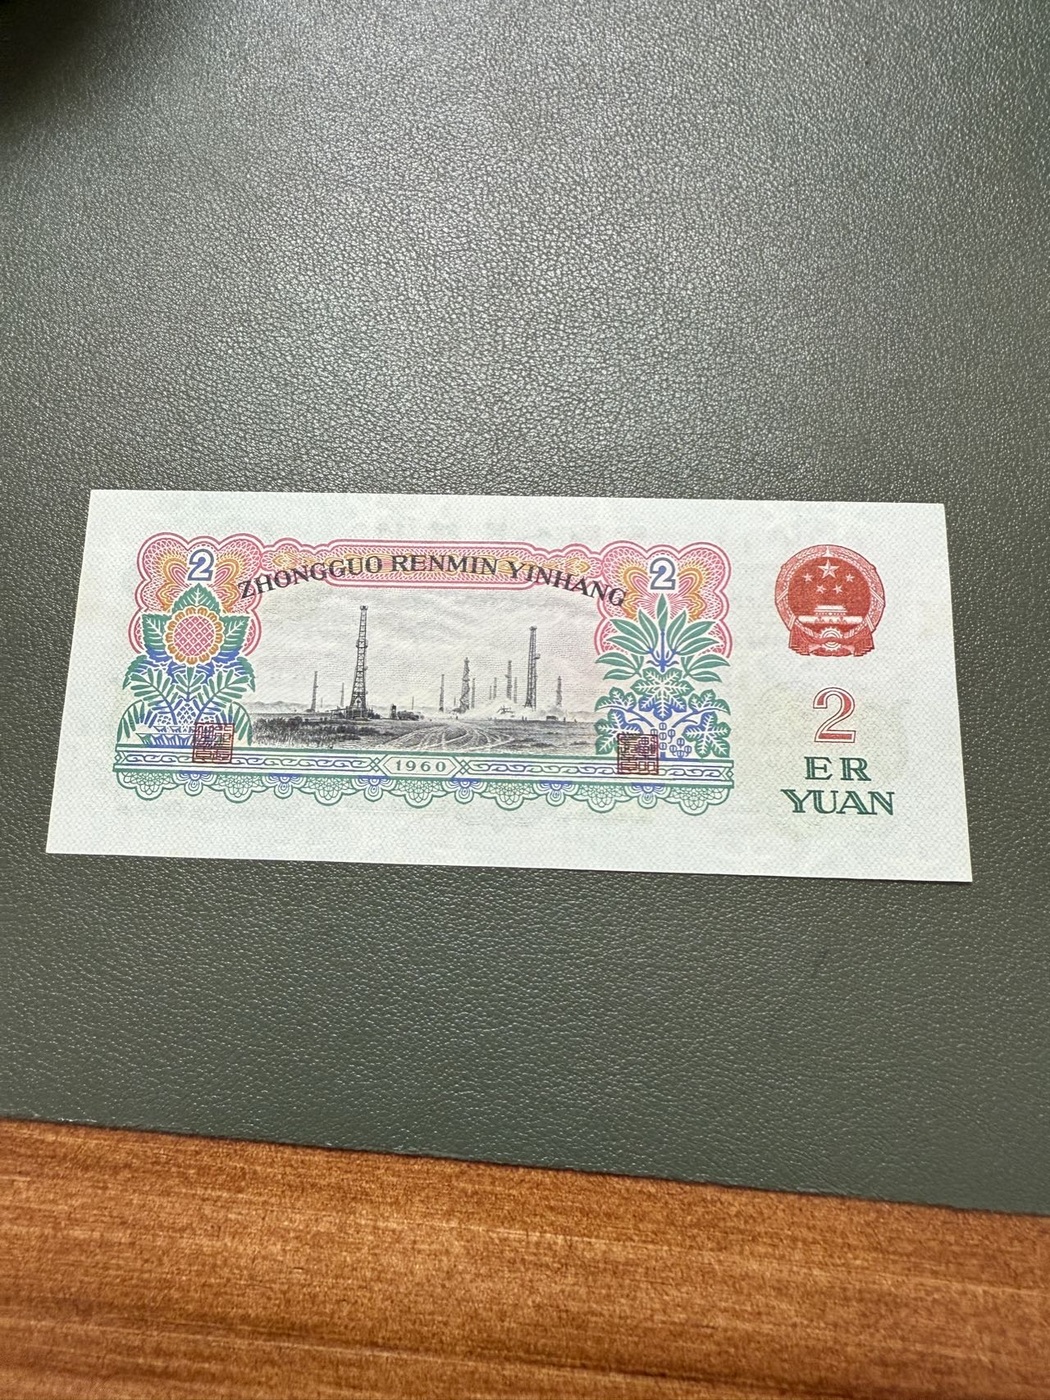 2
ZHONGGUO RENMIN YINHANG
2
1960
2
ER
YUAN